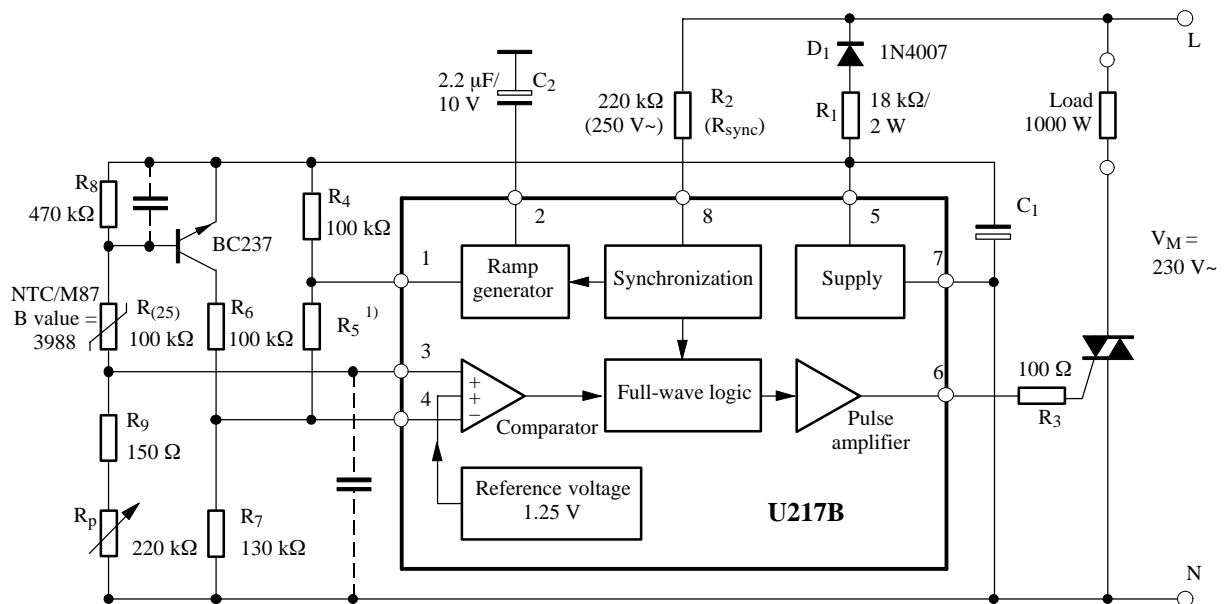 L
D1
1N4007
2.2 µF/
10 V
C2
220 kΩ
(250 V~)
R2
(Rsync)
R1
18 kΩ/
2 W
Load
1000 W
R8
470 kΩ
R4
100 kΩ
BC237
2
8
5
C1
VM =
230 V~
1
Ramp
generator
Synchronization
Supply
7
NTC/M87
B value =
3988
R(25)
100 kΩ
R6
100 kΩ
R5 1)
3
4
+
+
−
Comparator
Full-wave logic
Pulse
amplifier
6
100 Ω
R3
R9
150 Ω
Reference voltage
1.25 V
U217B
Rp
220 kΩ
R7
130 kΩ
N